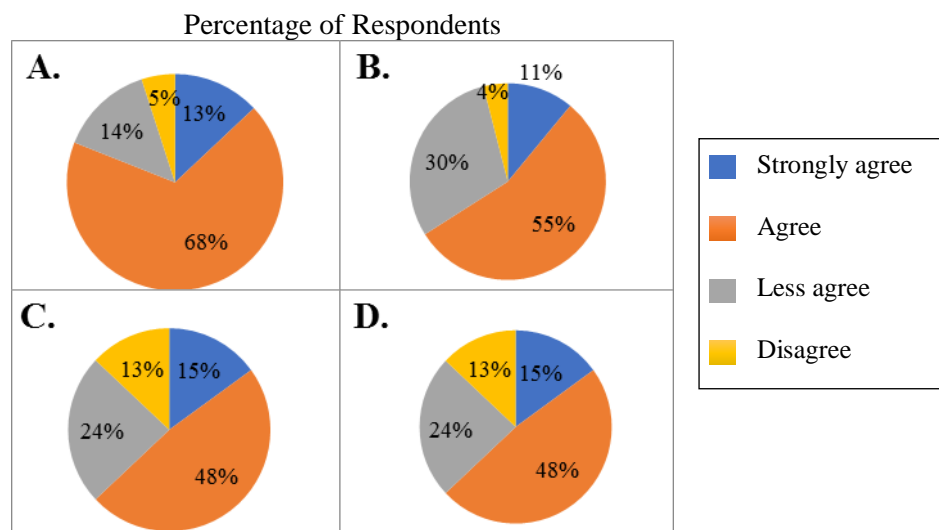 Percentage of Respondents
A.
5%
13%
14%
68%
B.
11%
4%
30%
55%
C.
13%
15%
24%
48%
D.
13%
15%
24%
48%
Strongly agree
Agree
Less agree
Disagree